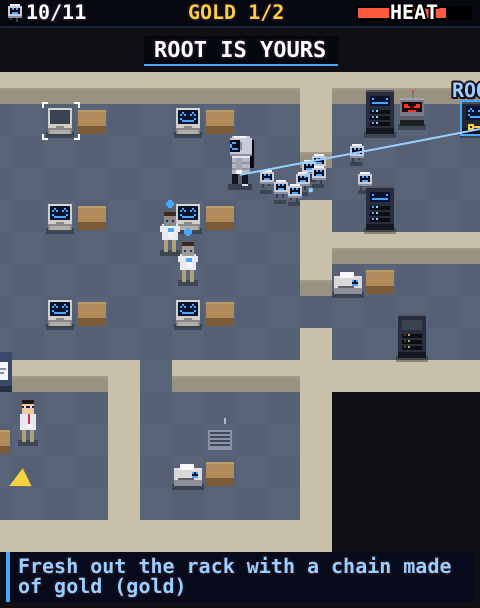 10/11
GOLD 1/2
HEAT
ROOT IS YOURS
Fresh out the rack with a chain made
of gold (gold)